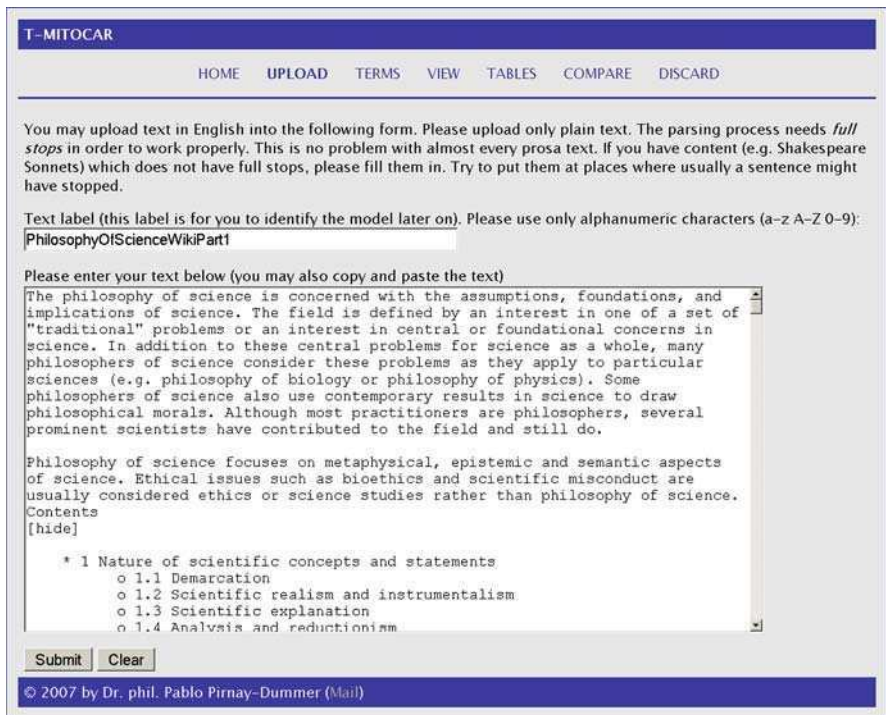 T-MITOCAR
HOME UPLOAD TERMS VIEW TABLES COMPARE DISCARD
You may upload text in English into the following form. Please upload only plain text. The parsing process needs full
stops in order to work properly. This is no problem with almost every prosa text. If you have content (e.g. Shakespeare
Sonnets) which does not have full stops, please fill them in. Try to put them at places where usually a sentence might
have stopped.
Text label (this label is for you to identify the model later on). Please use only alphanumeric characters (a-z A-Z 0-9):
PhilosophyOfScienceWikiPart1
Please enter your text below (you may also copy and paste the text)
The philosophy of science is concerned with the assumptions, foundations, and
implications of science. The field is defined by an interest in one of a set of
"traditional" problems or an interest in central or foundational concerns in
science. In addition to these central problems for science as a whole, many
philosophers of science consider these problems as they apply to particular
sciences (e.g. philosophy of biology or philosophy of physics). Some
philosophers of science also use contemporary results in science to draw
philosophical morals. Although most practitioners are philosophers, several
prominent scientists have contributed to the field and still do.
Philosophy of science focuses on metaphysical, epistemic and semantic aspects
of science. Ethical issues such as bioethics and scientific misconduct are
usually considered ethics or science studies rather than philosophy of science.
Contents
[hide]
* 1 Nature of scientific concepts and statements
o 1.1 Demarcation
o 1.2 Scientific realism and instrumentalism
o 1.3 Scientific explanation
o 1.4 Analysis and reductionism
Submit Clear
© 2007 by Dr. phil. Pablo Pirnay-Dummer (Mail)